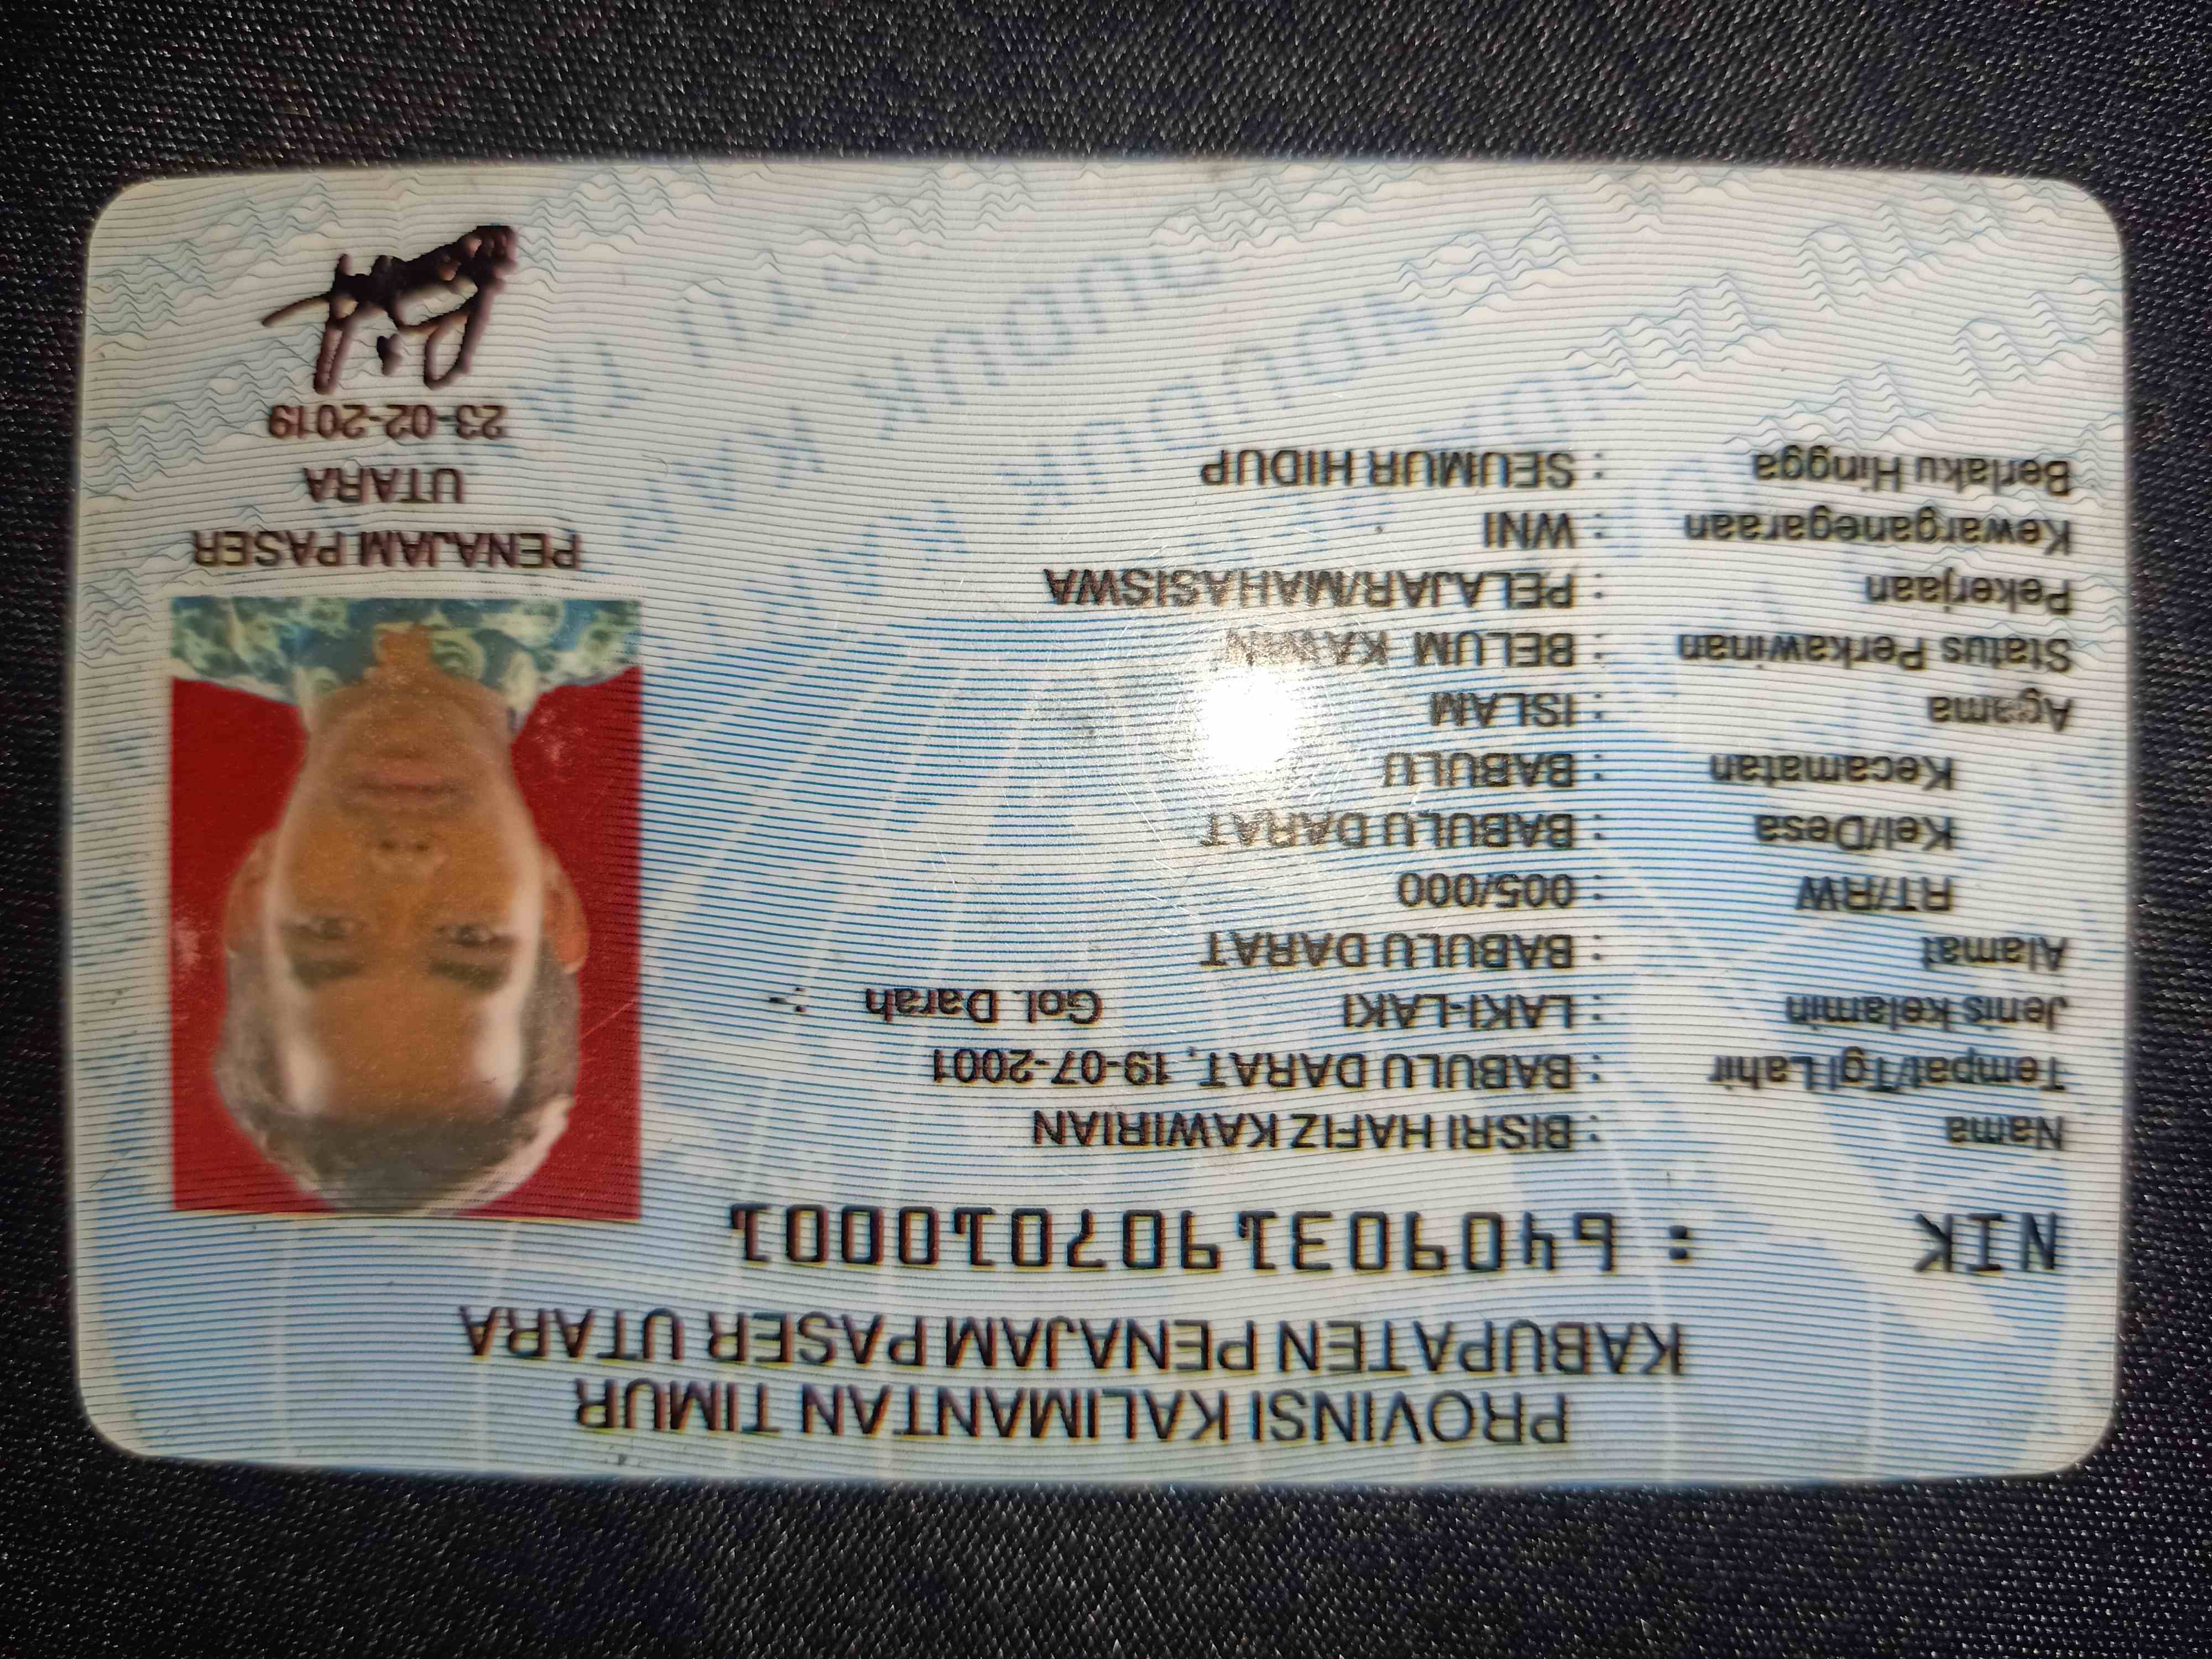 PROVINSI KALIMANTAN TIMUR
KABUPATEN PENAJAM PASER UTARA
NIK : 6409031907010001
Nama : BISRI HAFIZ KAWIRIAN
Tempat/Tgl Lahir : BABULU DARAT, 19-07-2001
Jenis kelamin : LAKI-LAKI Gol. Darah :-
Alamat : BABULU DARAT
RT/RW : 005/000
Kel/Desa : BABULU DARAT
Kecamatan : BABULU
Agama : ISLAM
Status Perkawinan : BELUM KAWIN
Pekerjaan : PELAJAR/MAHASISWA
Kewarganegaraan : WNI
Berlaku Hingga : SEUMUR HIDUP
PENAJAM PASER
UTARA
23-02-2019